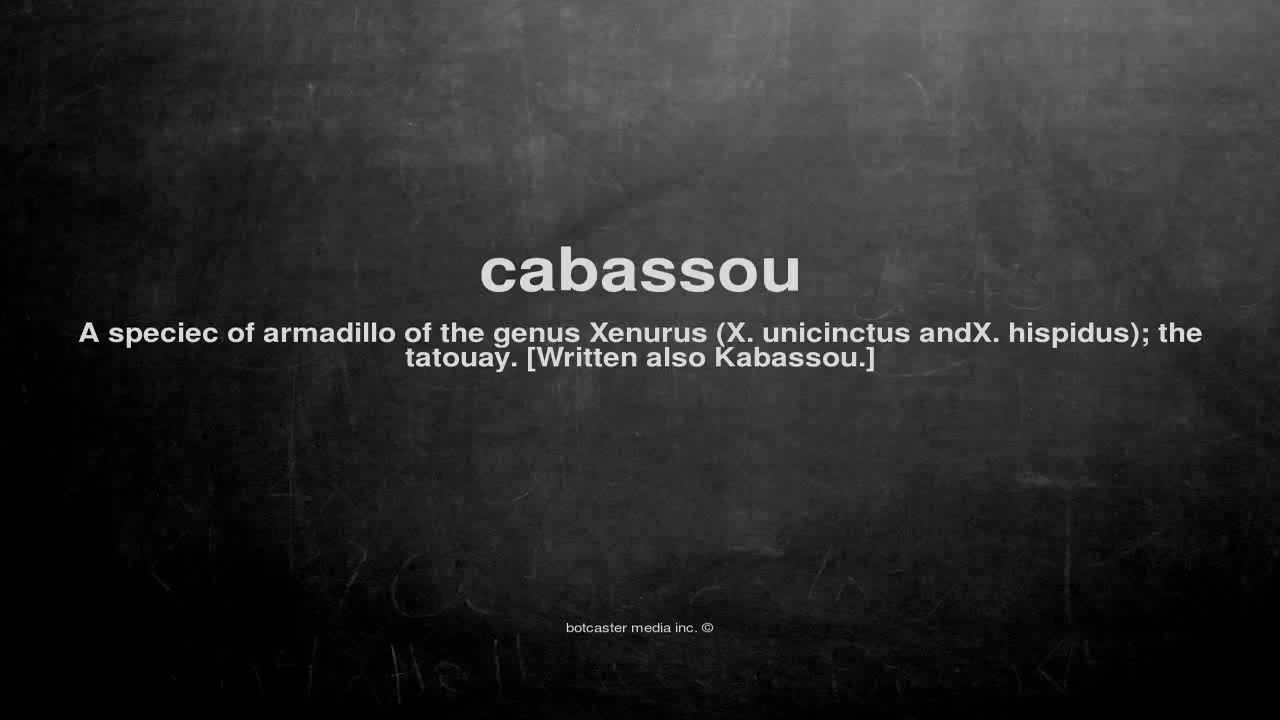 cabassou
A speciec of armadillo of the genus Xenurus (X. unicinctus andX. hispidus); the
tatouay. [Written also Kabassou.]
botcaster media inc. ©